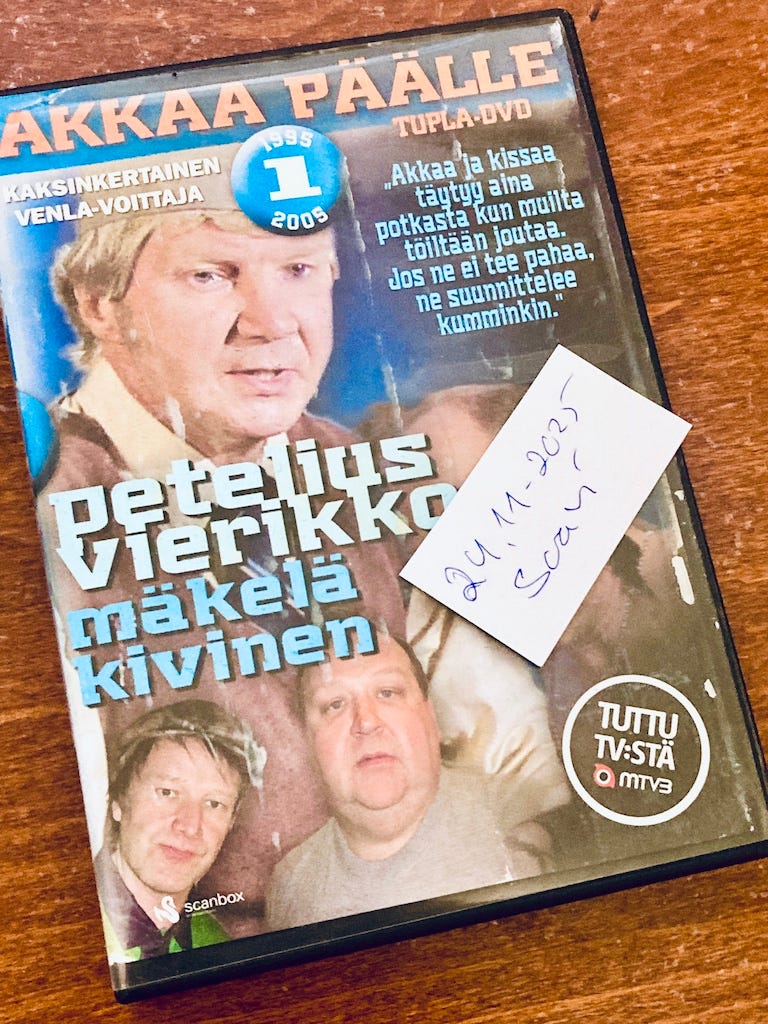 AKKAA PÄÄLLE
TUPLA-DVD
KAKSINKERTAINEN
VENLA-VOITTAJA
1995
1
2005
„Akkaa ja kissaa
täytyy aina
potkasta kun muilta
töiltään joutaa.
Jos ne ei tee pahaa,
ne suunnittelee
kumminkin."
petelius
vierikko
mäkelä
kivinen
24.11-2025
TUTTU
TV:STÄ
MTV3
scanbox